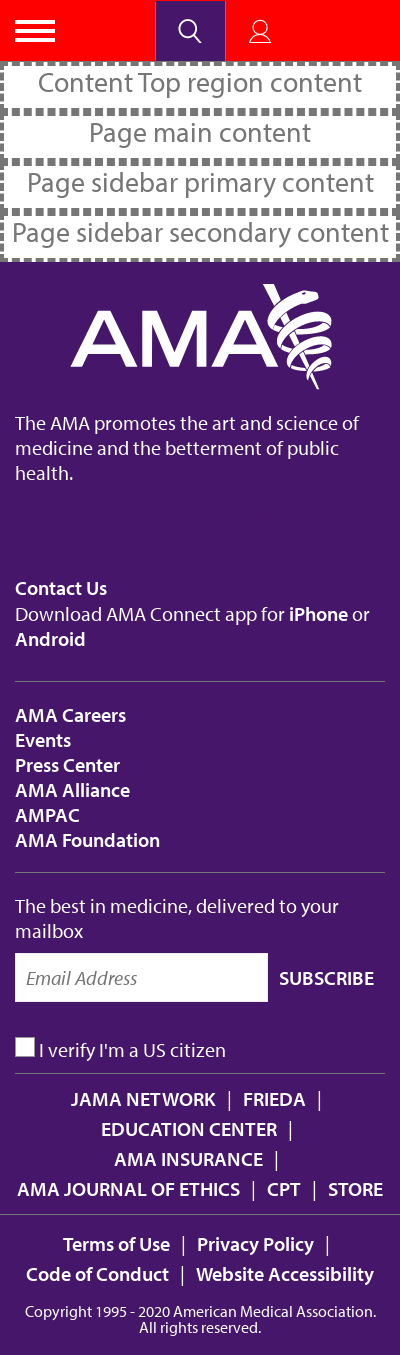 Content Top region content
Page main content
Page sidebar primary content
Page sidebar secondary content
AMA
The AMA promotes the art and science of
medicine and the betterment of public
health.
Contact Us
Download AMA Connect app for iPhone or
Android
AMA Careers
Events
Press Center
AMA Alliance
AMPAC
AMA Foundation
The best in medicine, delivered to your
mailbox
Email Address SUBSCRIBE
I verify I'm a US citizen
JAMA NETWORK | FRIEDA |
EDUCATION CENTER |
AMA INSURANCE |
AMA JOURNAL OF ETHICS | CPT | STORE
Terms of Use | Privacy Policy |
Code of Conduct | Website Accessibility
Copyright 1995 - 2020 American Medical Association.
All rights reserved.